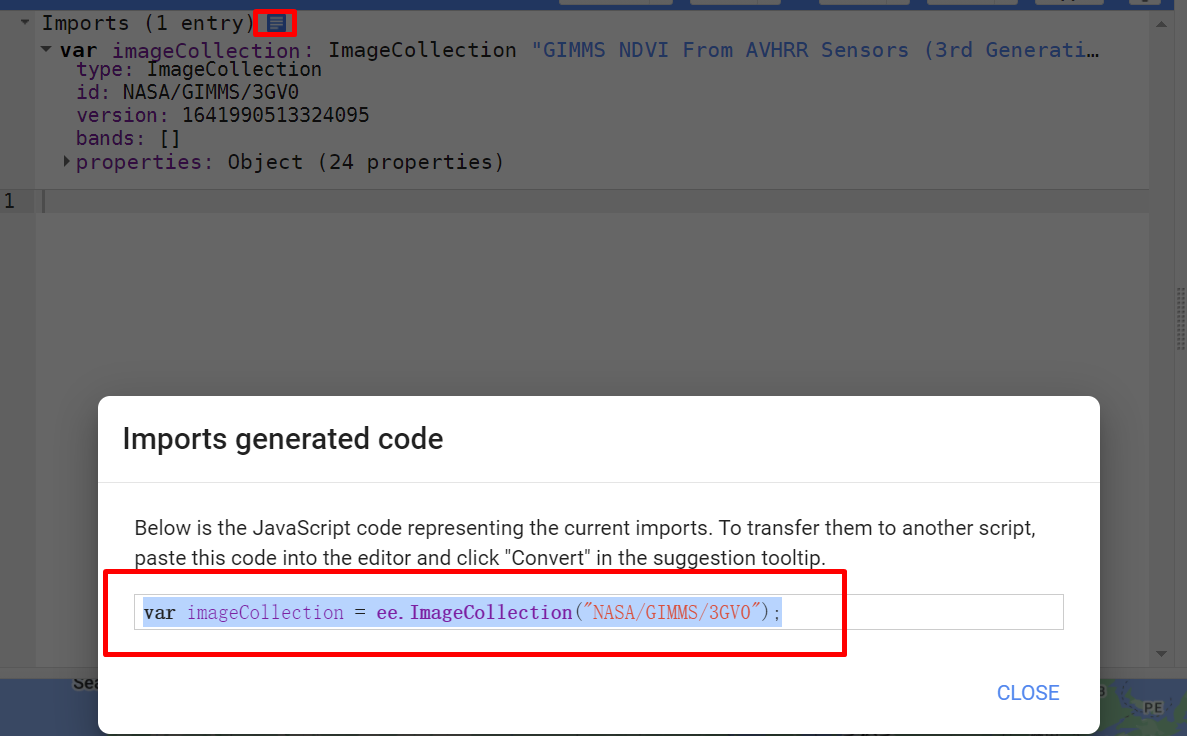 Imports (1 entry)
var imageCollection: ImageCollection "GIMMS NDVI From AVHRR Sensors (3rd Generati…
type: ImageCollection
id: NASA/GIMMS/3GV0
version: 1641990513324095
bands: []
properties: Object (24 properties)
1
Imports generated code
Below is the JavaScript code representing the current imports. To transfer them to another script,
paste this code into the editor and click "Convert" in the suggestion tooltip.
var imageCollection = ee.ImageCollection("NASA/GIMMS/3GV0");
CLOSE
Sea
PE